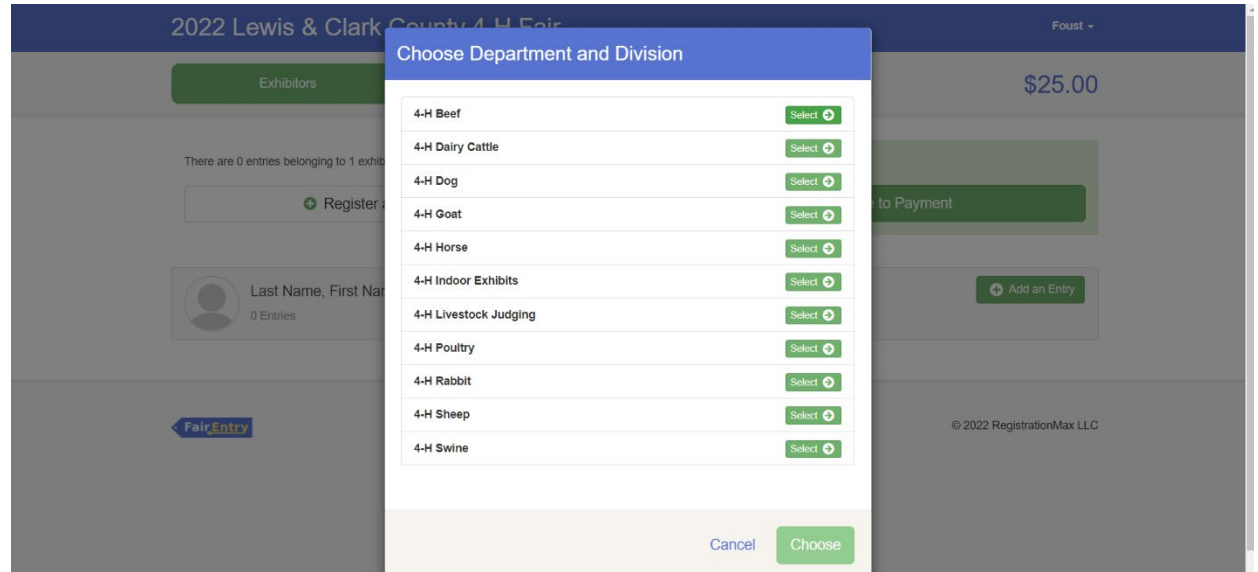 2022 Lewis & Clark County 4-H Fair
Foust
Choose Department and Division
Exhibitors
$25.00
4-H Beef Select
4-H Dairy Cattle Select
There are 0 entries belonging to 1
4-H Dog Select
Register
4-H Goat Select
to Payment
4-H Horse Select
4-H Indoor Exhibits Select
Last Name, First
Add an Entry
0 Entries
4-H Livestock Judging Select
4-H Poultry Select
4-H Rabbit Select
4-H Sheep Select
FairEntry
© 2022 RegistrationMax LLC
4-H Swine Select
Cancel
Choose